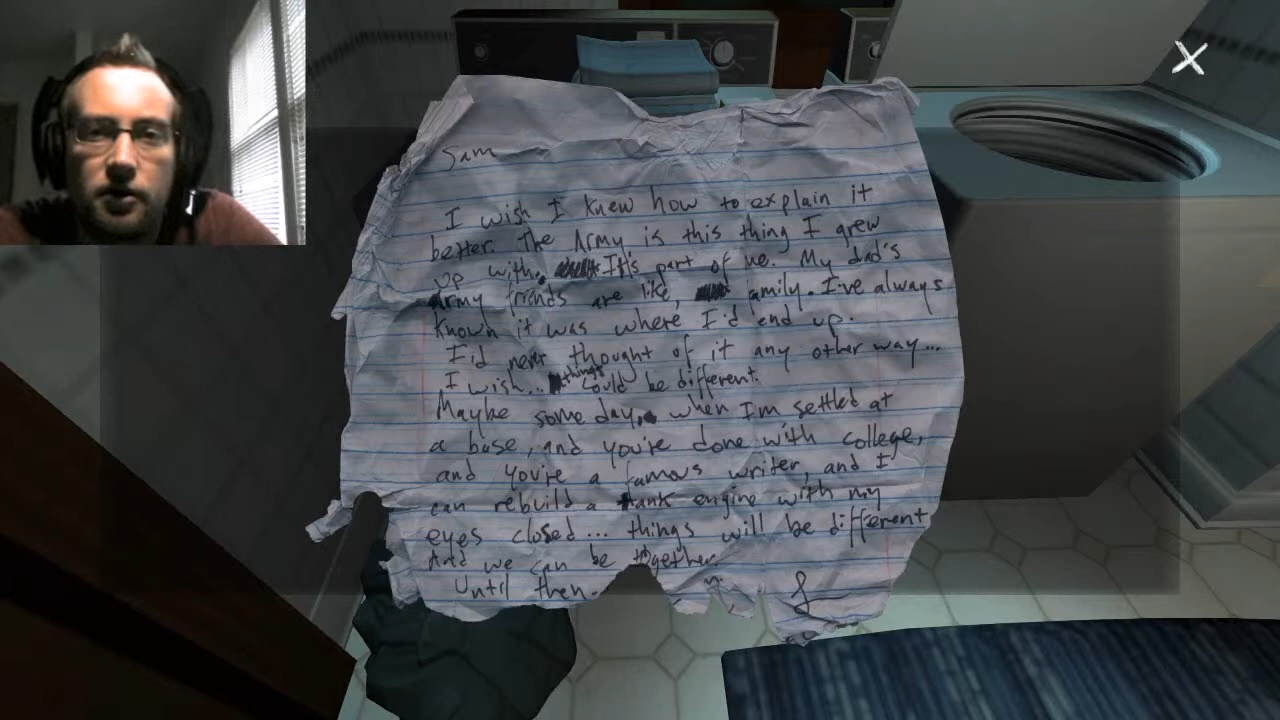 Sam
I wish I knew how to explain it
better. The Army is this thing I grew
up with. It's part of me. My dad's
Army friends are like, family. I've always
known it was where I'd end up.
I'd never thought of it any other way...
I wish... things could be different.
Maybe some day, when I'm settled at
a base, and you're done with college,
and you're a famous writer, and I
can rebuild a tank engine with my
eyes closed... things will be different
And we can be together.
Until then.